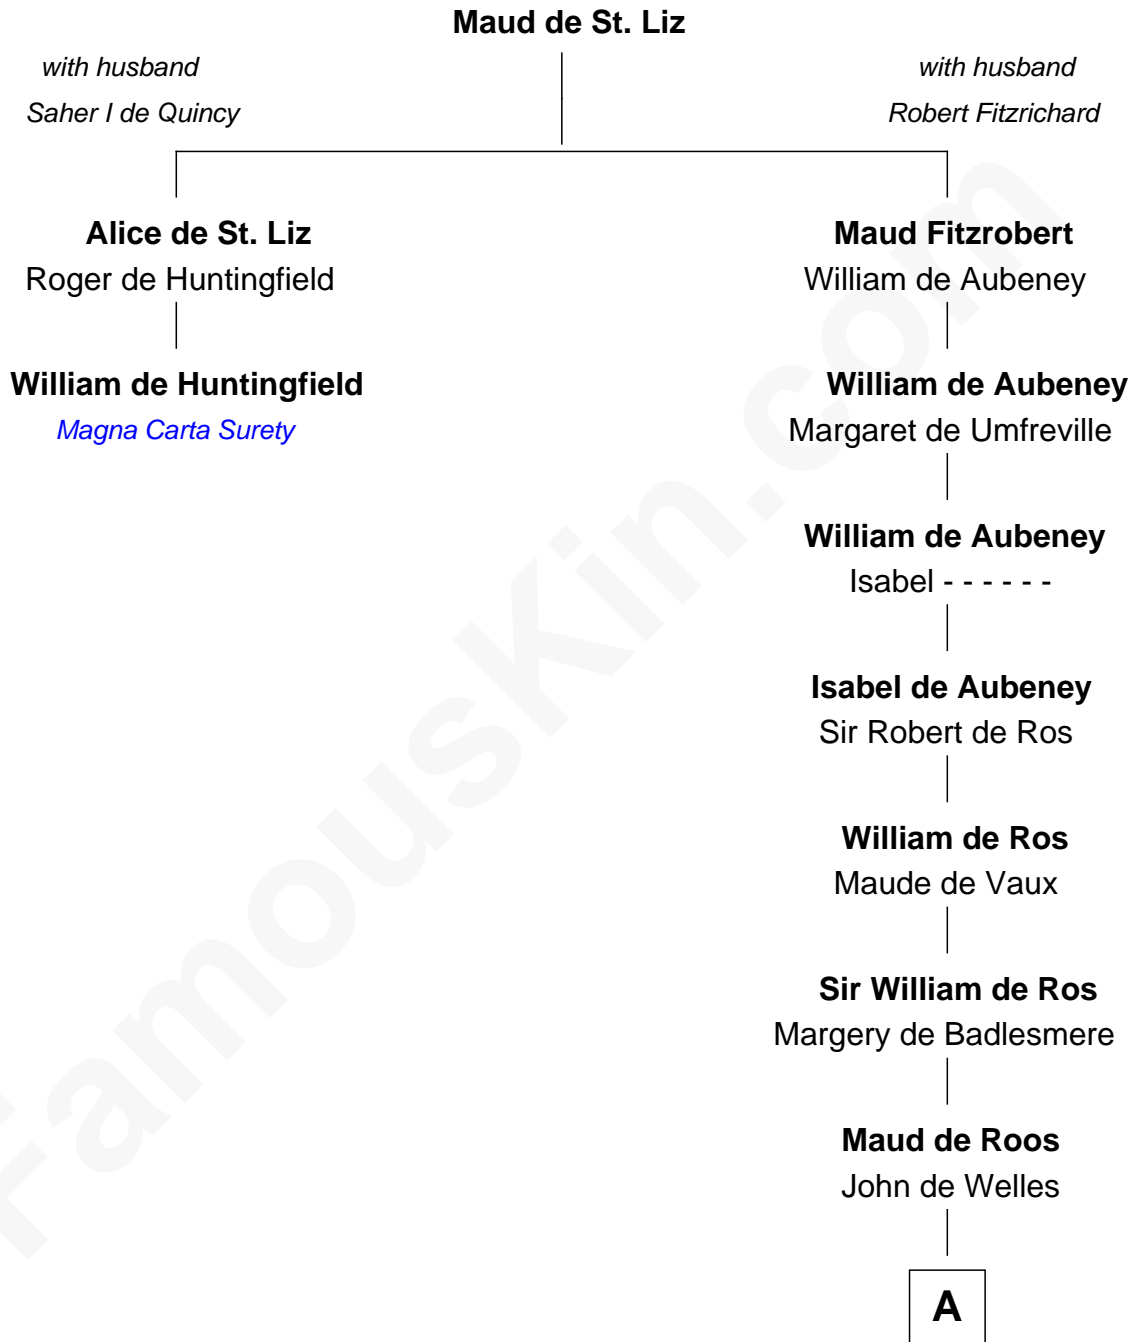 Maud de St. Liz
with husband
Saher I de Quincy
with husband
Robert Fitzrichard
Alice de St. Liz
Roger de Huntingfield
William de Huntingfield
Magna Carta Surety
Maud Fitzrobert
William de Aubeney
William de Aubeney
Margaret de Umfreville
William de Aubeney
Isabel - - - - - -
Isabel de Aubeney
Sir Robert de Ros
William de Ros
Maude de Vaux
Sir William de Ros
Margery de Badlesmere
Maud de Roos
John de Welles
A
FamousKin.com